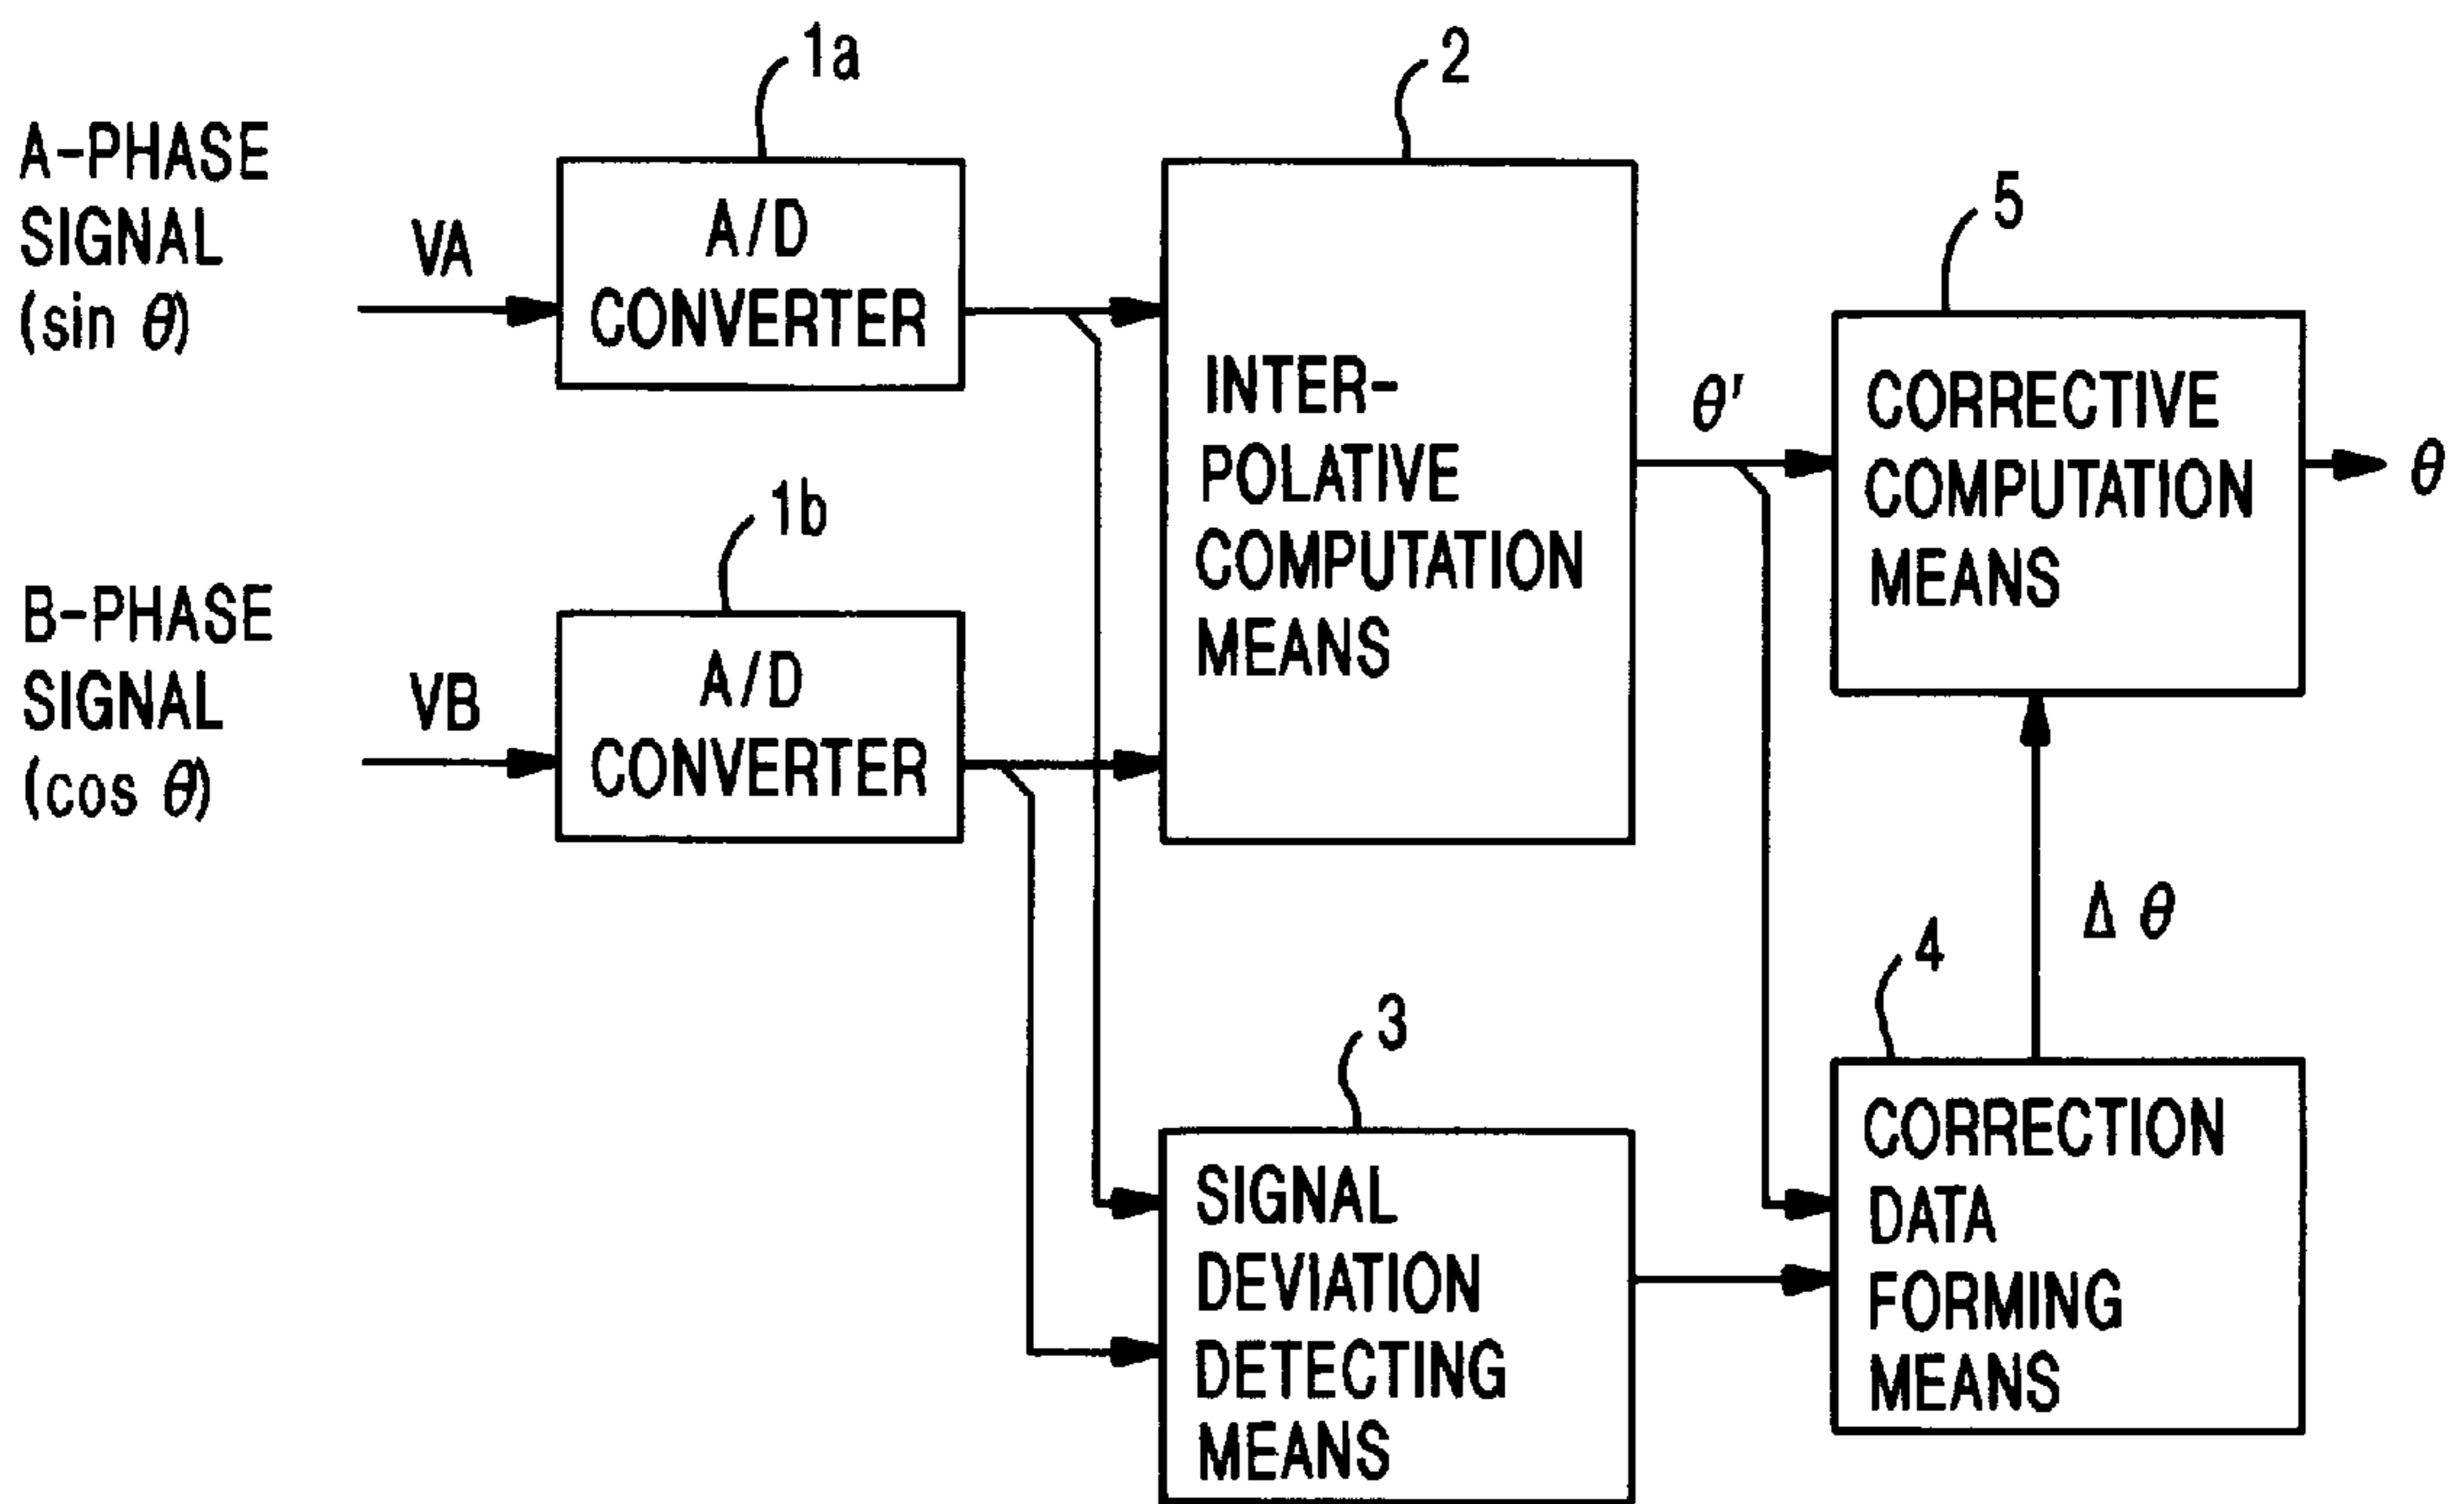 1a
2
A-PHASE
SIGNAL
(sin θ)
VA
A/D
CONVERTER
INTER-
POLATIVE
COMPUTATION
MEANS
5
θ'
CORRECTIVE
COMPUTATION
MEANS
θ
1b
B-PHASE
SIGNAL
(cos θ)
VB
A/D
CONVERTER
3
SIGNAL
DEVIATION
DETECTING
MEANS
4
Δ θ
CORRECTION
DATA
FORMING
MEANS